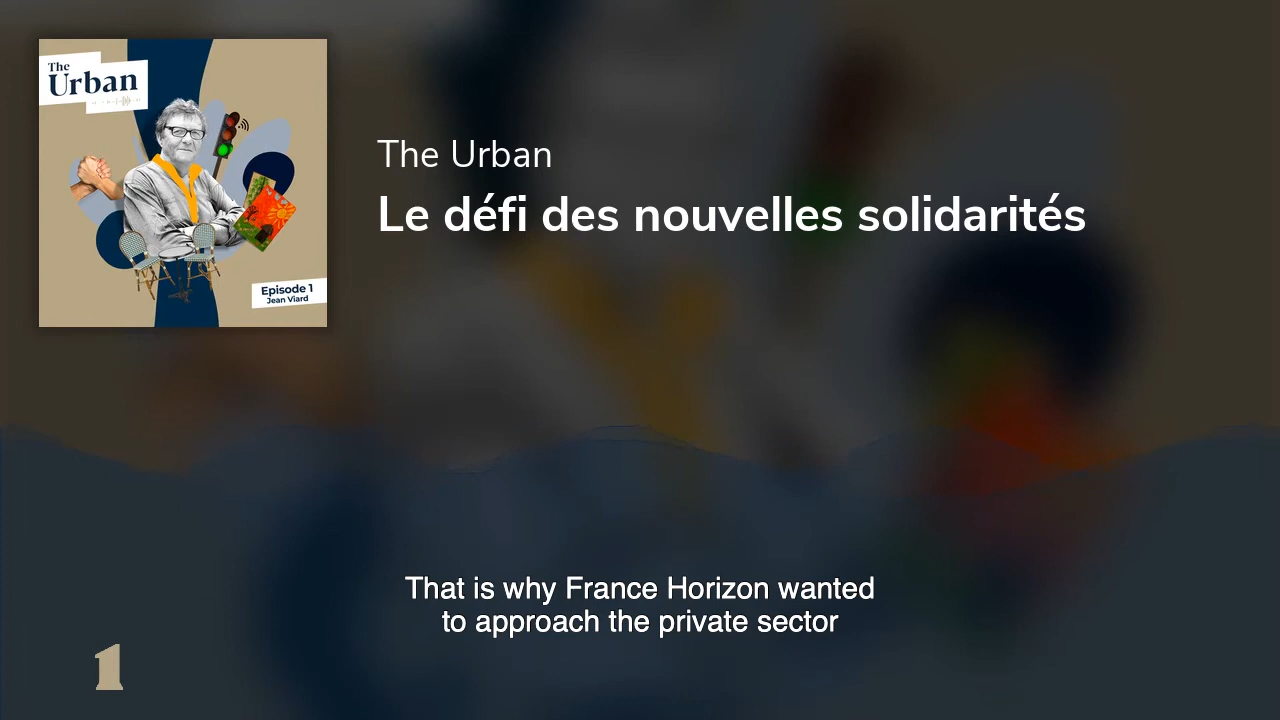 The
Urban
Episode 1
Jean Viard
The Urban
Le défi des nouvelles solidarités
That is why France Horizon wanted
to approach the private sector
1